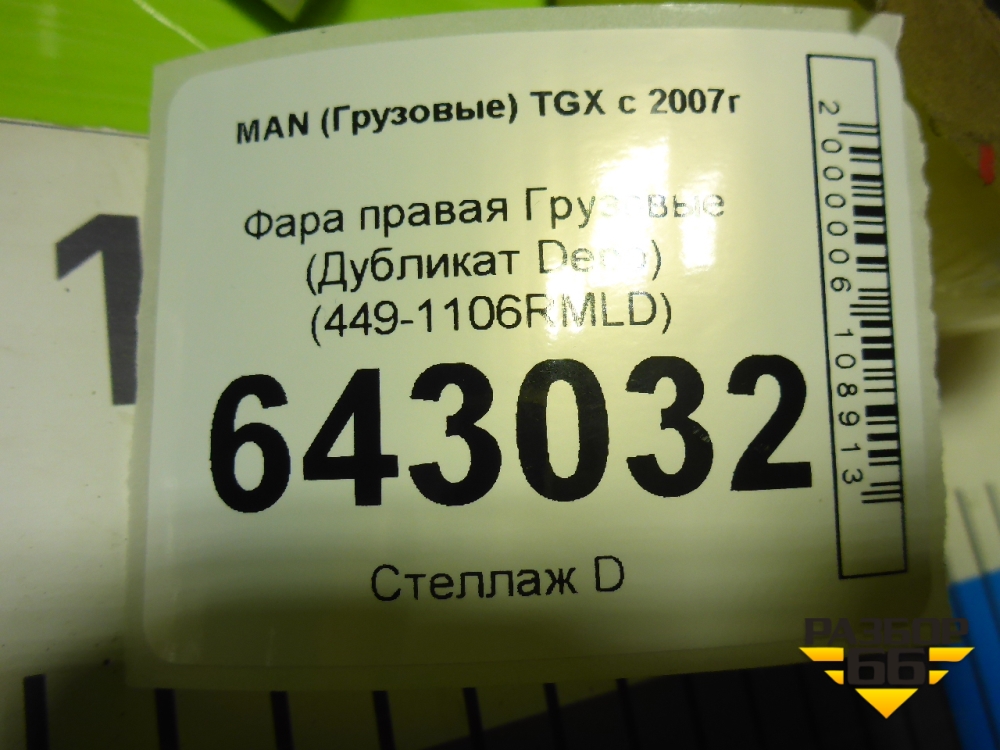 MAN (Грузовые) TGX с 2007г
Фара правая Грузовые
(Дубликат Depo)
(449-1106RMLD)
643032
Стеллаж D
2000006108913
1
РАЗБОР
66